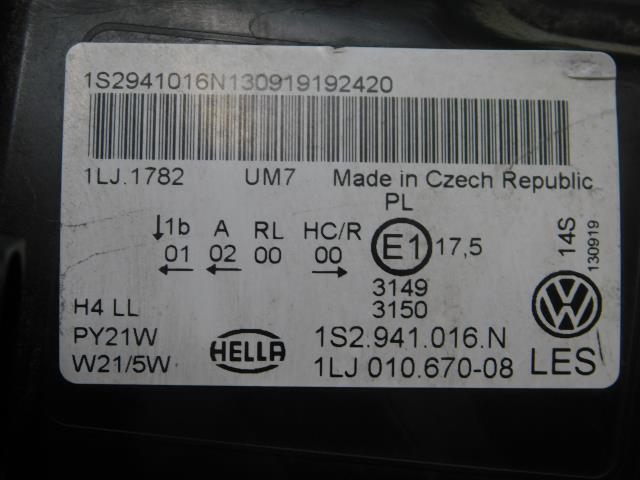 1S2941016N130919192420
1LJ.1782 UM7 Made in Czech Republic
PL
↓1b A RL HC/R
01 02 00 00
E1 17,5
3149
3150
14S
130919
H4 LL
PY21W
W21/5W
HELLA
1S2.941.016.N
1LJ 010.670-08
VW
LES